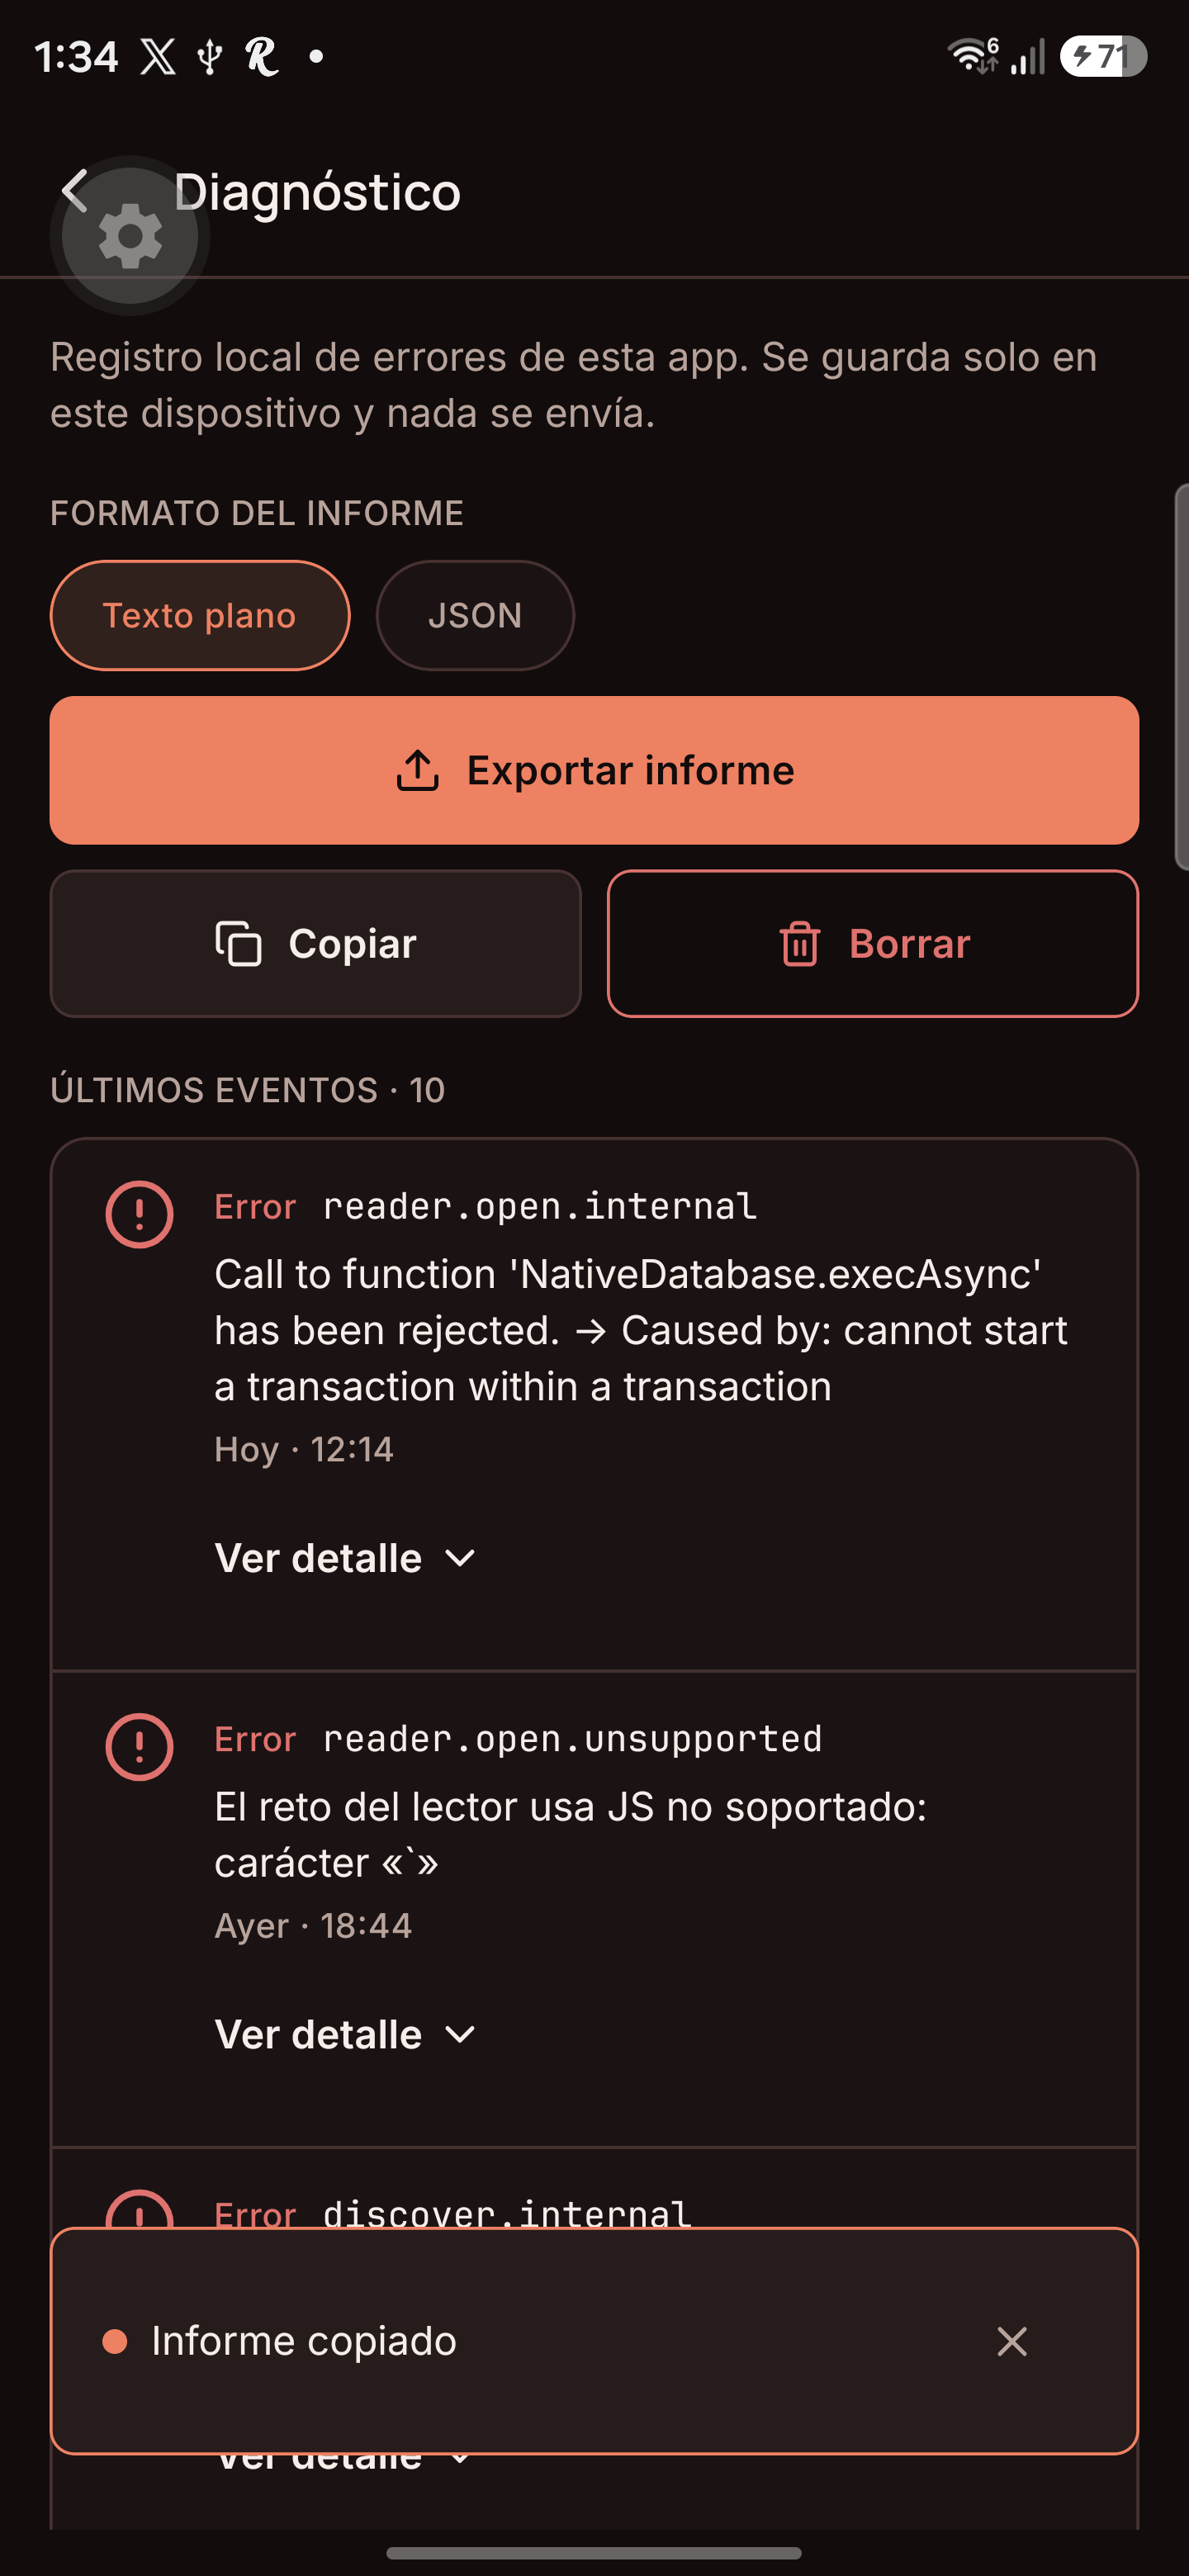 1:34
6
71
Diagnóstico
Registro local de errores de esta app. Se guarda solo en
este dispositivo y nada se envía.
FORMATO DEL INFORME
Texto plano
JSON
Exportar informe
Copiar
Borrar
ÚLTIMOS EVENTOS · 10
Error reader.open.internal
Call to function 'NativeDatabase.execAsync'
has been rejected. → Caused by: cannot start
a transaction within a transaction
Hoy · 12:14
Ver detalle
Error reader.open.unsupported
El reto del lector usa JS no soportado:
carácter «`»
Ayer · 18:44
Ver detalle
Error discover.internal
Informe copiado
Ver detalle